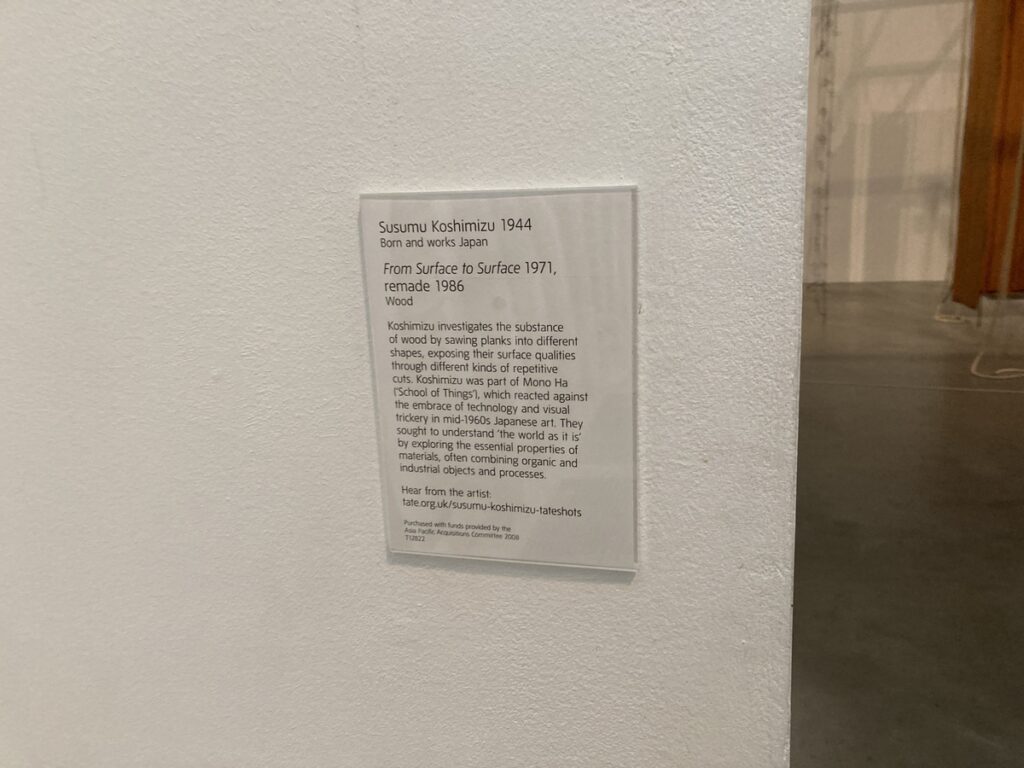 Susumu Koshimizu 1944
Born and works Japan
From Surface to Surface 1971,
remade 1986
Wood
Koshimizu investigates the substance
of wood by sawing planks into different
shapes, exposing their surface qualities
through different kinds of repetitive
cuts. Koshimizu was part of Mono Ha
('School of Things'), which reacted against
the embrace of technology and visual
trickery in mid-1960s Japanese art. They
sought to understand 'the world as it is'
by exploring the essential properties of
materials, often combining organic and
industrial objects and processes.
Hear from the artist:
tate.org.uk/susumu-koshimizu-tateshots
Purchased with funds provided by the
Asia Pacific Acquisitions Committee 2008
T12822